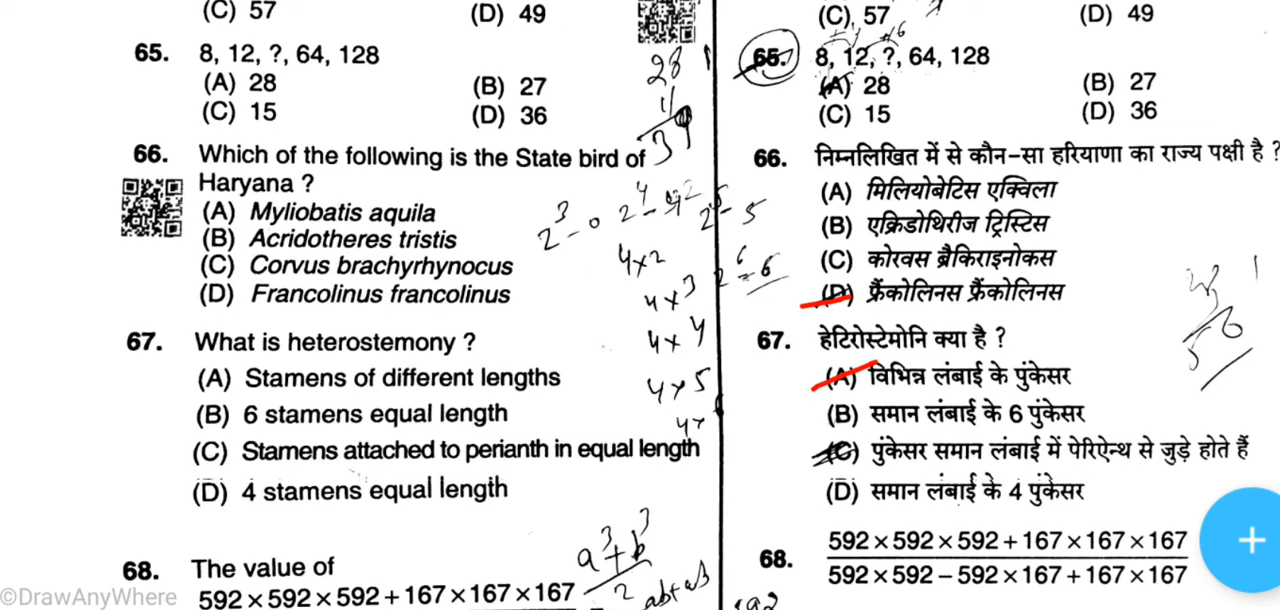 (C) 57
(D) 49
65. 8, 12, ?, 64, 128
(A) 28
(B) 27
(C) 15
(D) 36
66. Which of the following is the State bird of
Haryana ?
(A) Myliobatis aquila
(B) Acridotheres tristis
(C) Corvus brachyrhynocus
(D) Francolinus francolinus
67. What is heterostemony ?
(A) Stamens of different lengths
(B) 6 stamens equal length
(C) Stamens attached to perianth in equal length
(D) 4 stamens equal length
68. The value of
592 × 592 × 592 + 167 × 167 × 167
28
4 × 2
4 × 3
4 × 4
4 × 5
a³ + b³
(C) 57
(D) 49
65. 8, 12, ?, 64, 128
(A) 28
(B) 27
(C) 15
(D) 36
66. निम्नलिखित में से कौन-सा हरियाणा का राज्य पक्षी है ?
(A) मिलियोबेटिस एक्विला
(B) एक्रिडोथिरीज ट्रिस्टिस
(C) कोरवस ब्रैकिराइनोकस
(D) फ्रैंकोलिनस फ्रैंकोलिनस
67. हेटिरोस्टेमोनि क्या है ?
(A) विभिन्न लंबाई के पुंकेसर
(B) समान लंबाई के 6 पुंकेसर
(C) पुंकेसर समान लंबाई में पेरिऐन्थ से जुड़े होते हैं
(D) समान लंबाई के 4 पुंकेसर
68. 592 × 592 × 592 + 167 × 167 × 167
592 × 592 − 592 × 167 + 167 × 167
©DrawAnyWhere